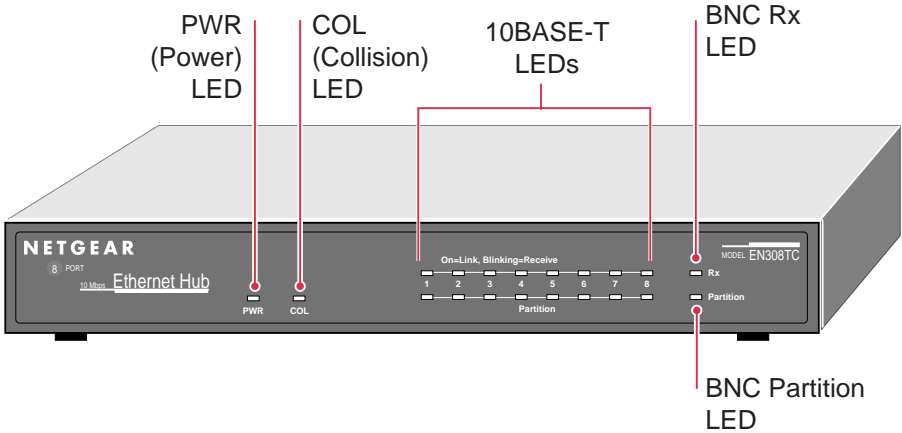 PWR
(Power)
LED
COL
(Collision)
LED
10BASE-T
LEDs
BNC Rx
LED
NETGEAR
8 PORT
10 Mbps Ethernet Hub
PWR
COL
On=Link, Blinking=Receive
1 2 3 4 5 6 7 8
Partition
MODEL EN308TC
Rx
Partition
BNC Partition
LED